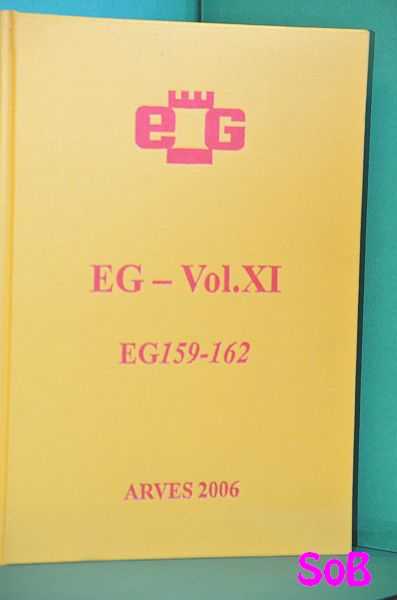 eG
EG – Vol.XI
EG159-162
ARVES 2006
SoB